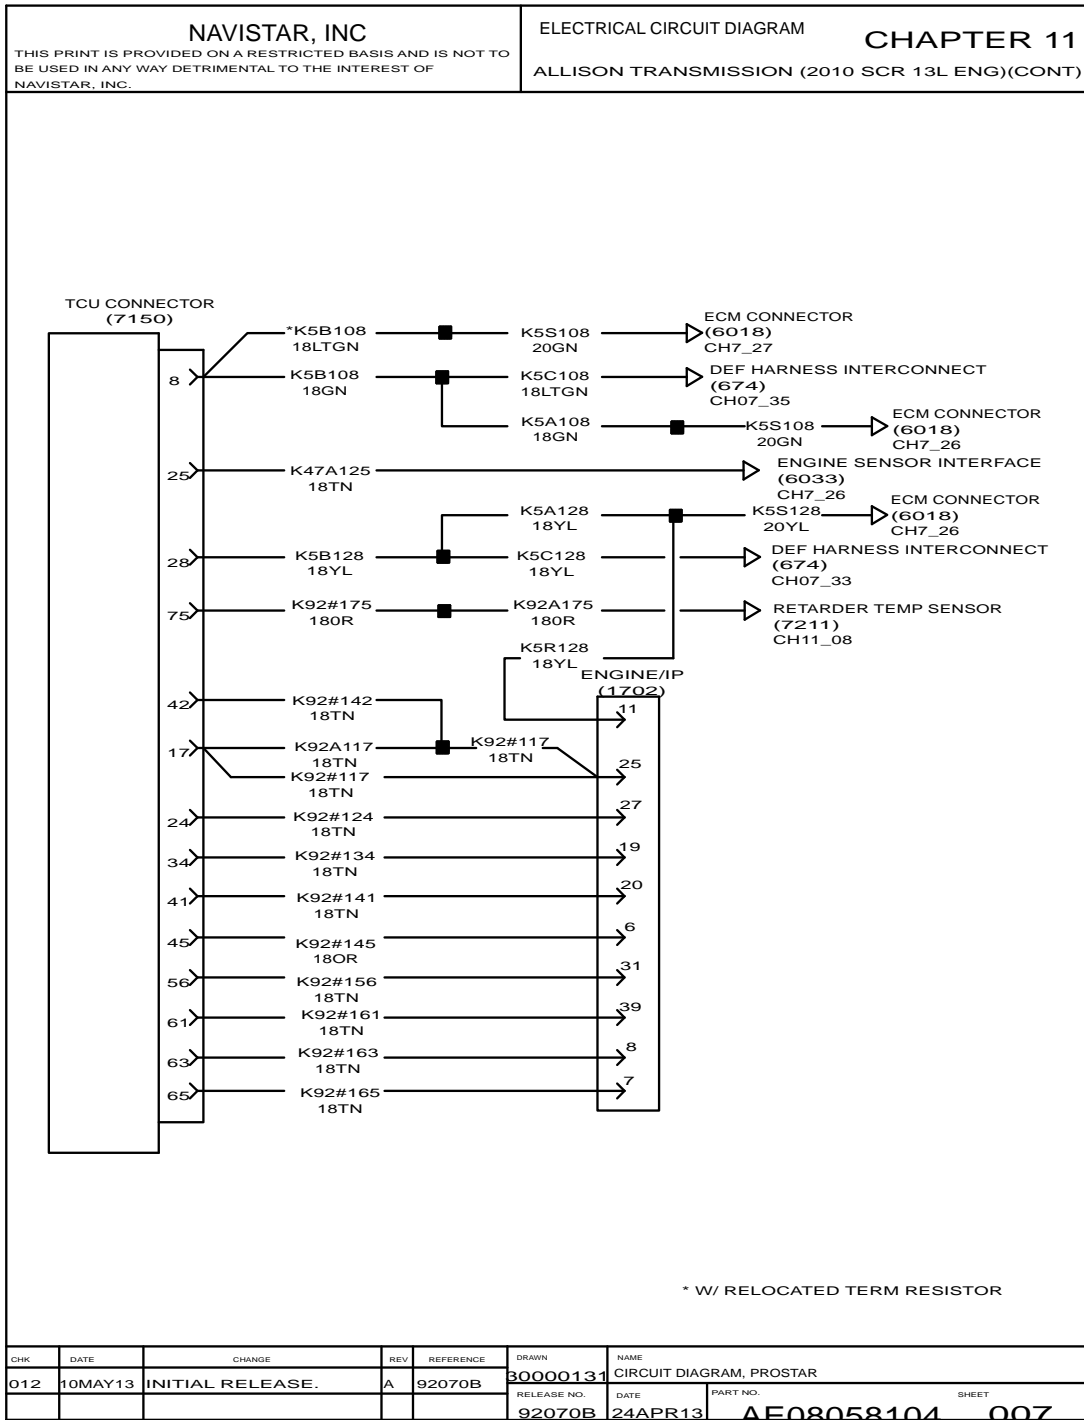 NAVISTAR, INC
THIS PRINT IS PROVIDED ON A RESTRICTED BASIS AND IS NOT TO
BE USED IN ANY WAY DETRIMENTAL TO THE INTEREST OF
NAVISTAR, INC.
ELECTRICAL CIRCUIT DIAGRAM
CHAPTER 11
ALLISON TRANSMISSION (2010 SCR 13L ENG)(CONT)
TCU CONNECTOR
(7150)
8
*K5B108
18LTGN
K5S108
20GN
ECM CONNECTOR
(6018)
CH7_27
K5B108
18GN
K5C108
18LTGN
DEF HARNESS INTERCONNECT
(674)
CH07_35
K5A108
18GN
K5S108
20GN
ECM CONNECTOR
(6018)
CH7_26
25
K47A125
18TN
ENGINE SENSOR INTERFACE
(6033)
CH7_26
K5A128
18YL
K5S128
20YL
ECM CONNECTOR
(6018)
CH7_26
28
K5B128
18YL
K5C128
18YL
DEF HARNESS INTERCONNECT
(674)
CH07_33
75
K92#175
180R
K92A175
180R
RETARDER TEMP SENSOR
(7211)
CH11_08
K5R128
18YL
ENGINE/IP
(1702)
11
42
K92#142
18TN
17
K92A117
18TN
K92#117
18TN
K92#117
18TN
25
24
K92#124
18TN
27
34
K92#134
18TN
19
41
K92#141
18TN
20
45
K92#145
18OR
6
56
K92#156
18TN
31
61
K92#161
18TN
39
63
K92#163
18TN
8
65
K92#165
18TN
7
* W/ RELOCATED TERM RESISTOR
CHK DATE CHANGE REV REFERENCE
012 10MAY13 INITIAL RELEASE. A 92070B
DRAWN
30000131
NAME
CIRCUIT DIAGRAM, PROSTAR
RELEASE NO.
92070B
DATE
24APR13
PART NO.
AE08058104
SHEET
007